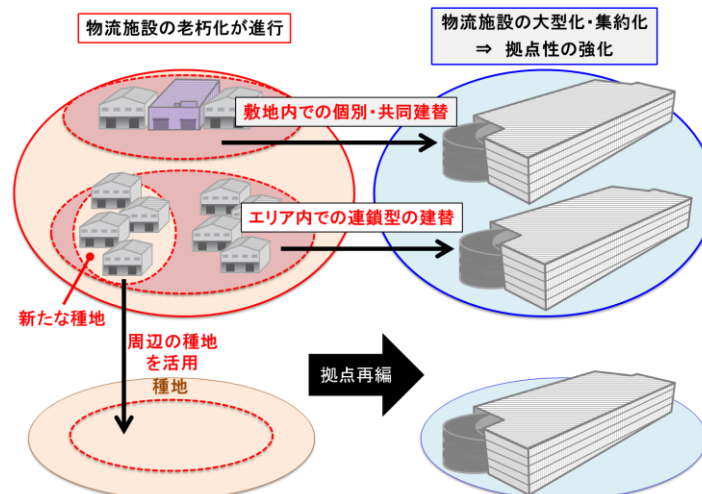 物流施設の老朽化が進行
物流施設の大型化・集約化
⇒ 拠点性の強化
敷地内での個別・共同建替
エリア内での連鎖型の建替
新たな種地
周辺の種地
を活用
種地
拠点再編